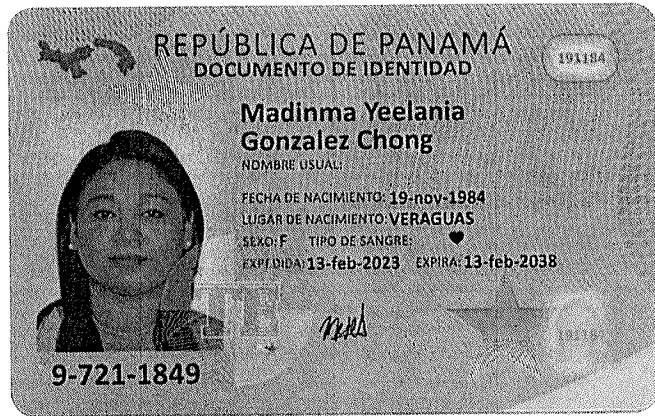 REPÚBLICA DE PANAMÁ
DOCUMENTO DE IDENTIDAD
191184
Madinma Yeelania
Gonzalez Chong
NOMBRE USUAL:
FECHA DE NACIMIENTO: 19-nov-1984
LUGAR DE NACIMIENTO: VERAGUAS
SEXO: F TIPO DE SANGRE:
EXPEDIDA: 13-feb-2023 EXPIRA: 13-feb-2038
9-721-1849